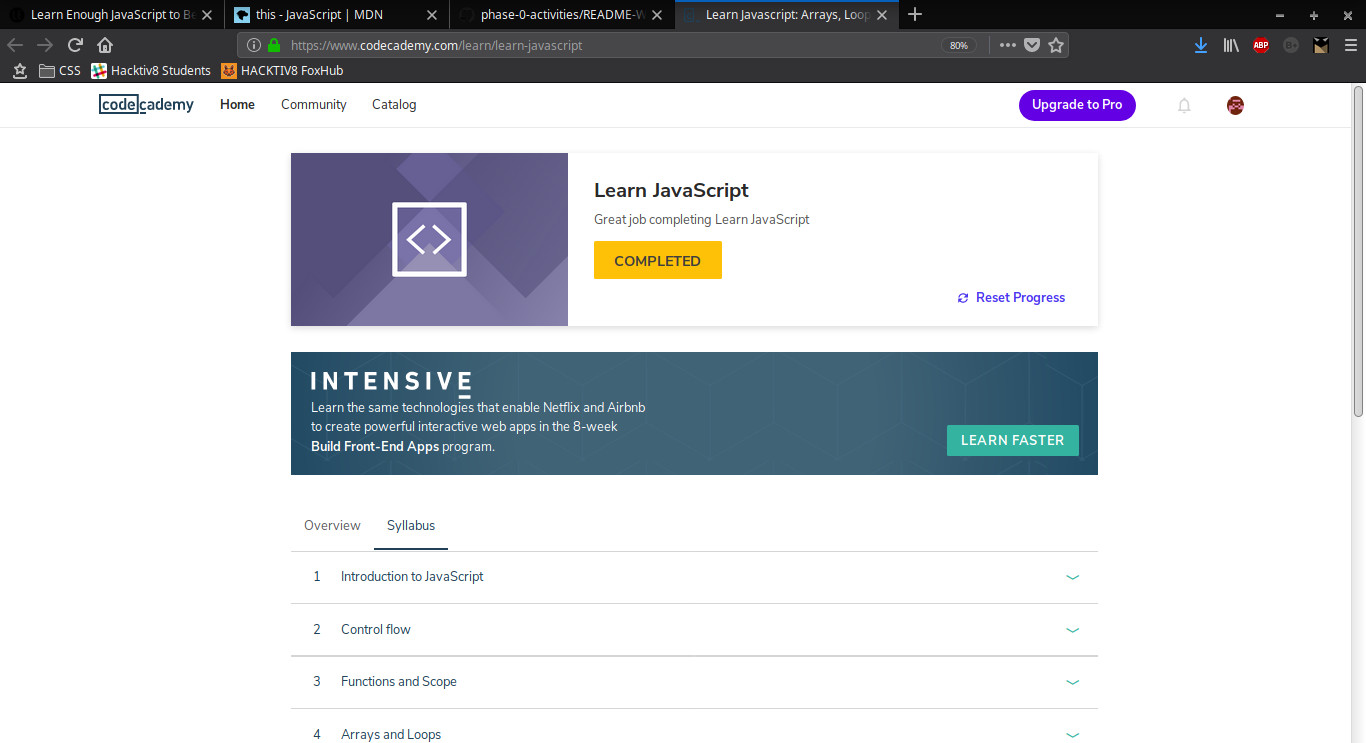 Learn Enough JavaScript to Be
this - JavaScript | MDN
phase-0-activities/README-W
Learn Javascript: Arrays, Loop
https://www.codecademy.com/learn/learn-javascript
80%
ABP
CSS
Hacktiv8 Students
HACKTIV8 FoxHub
codecademy
Home
Community
Catalog
Upgrade to Pro
Learn JavaScript
Great job completing Learn JavaScript
COMPLETED
Reset Progress
INTENSIVE
Learn the same technologies that enable Netflix and Airbnb
to create powerful interactive web apps in the 8-week
Build Front-End Apps program.
LEARN FASTER
Overview
Syllabus
1 Introduction to JavaScript
2 Control flow
3 Functions and Scope
4 Arrays and Loops